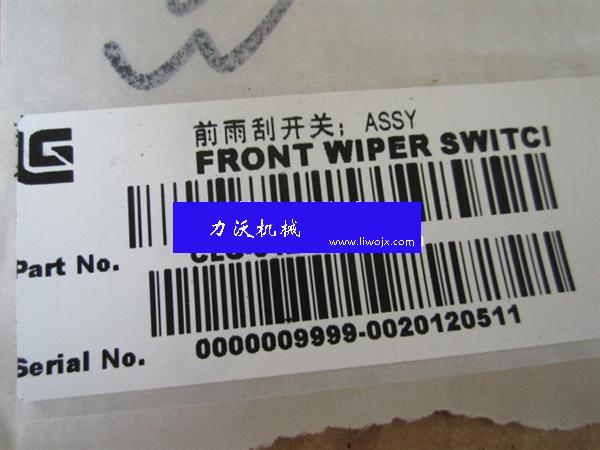 前雨刮开关; ASSY
FRONT WIPER SWITCI
力沃机械
www.liwojx.com
Part No.
Serial No. 0000009999-0020120511